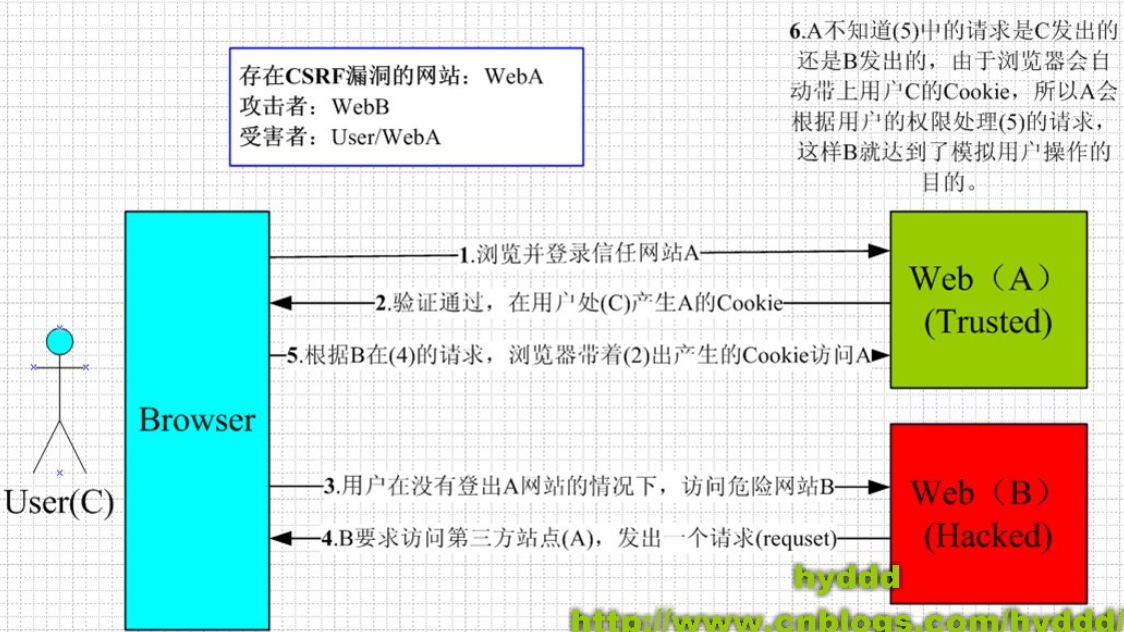 6.A不知道(5)中的请求是C发出的
还是B发出的，由于浏览器会自
动带上用户C的Cookie，所以A会
根据用户的权限处理(5)的请求，
这样B就达到了模拟用户操作的
目的。
存在CSRF漏洞的网站：WebA
攻击者：WebB
受害者：User/WebA
1.浏览并登录信任网站A
2.验证通过，在用户处(C)产生A的Cookie
5.根据B在(4)的请求，浏览器带着(2)出产生的Cookie访问A
Web（A）
(Trusted)
Browser
User(C)
3.用户在没有登出A网站的情况下，访问危险网站B
4.B要求访问第三方站点(A)，发出一个请求(requset)
Web（B）
(Hacked)
hyddd
http://www.cnblogs.com/hyddd/